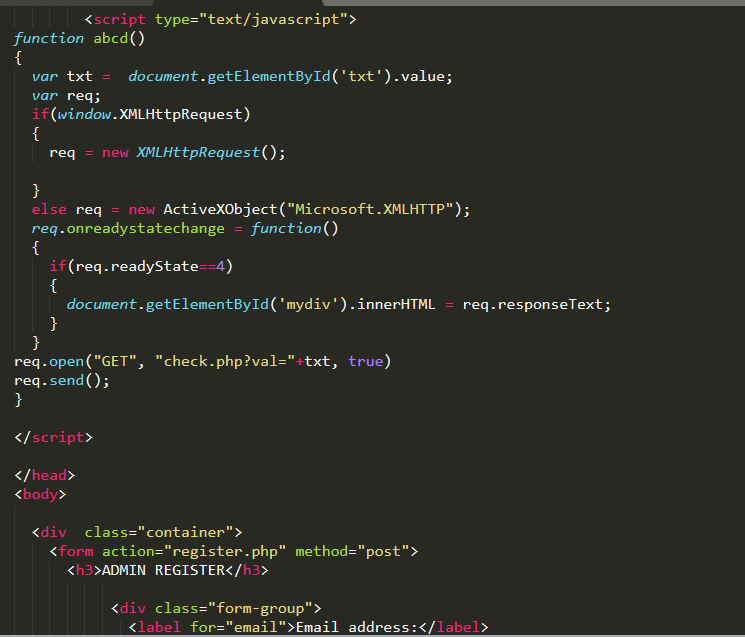 <script type="text/javascript">
function abcd()
{
var txt =  document.getElementById('txt').value;
var req;
if(window.XMLHttpRequest)
{
req = new XMLHttpRequest();
}
else req = new ActiveXObject("Microsoft.XMLHTTP");
req.onreadystatechange = function()
{
if(req.readyState==4)
{
document.getElementById('mydiv').innerHTML = req.responseText;
}
}
req.open("GET", "check.php?val="+txt, true)
req.send();
}
</script>
</head>
<body>
<div  class="container">
<form action="register.php" method="post">
<h3>ADMIN REGISTER</h3>
<div class="form-group">
<label for="email">Email address:</label>